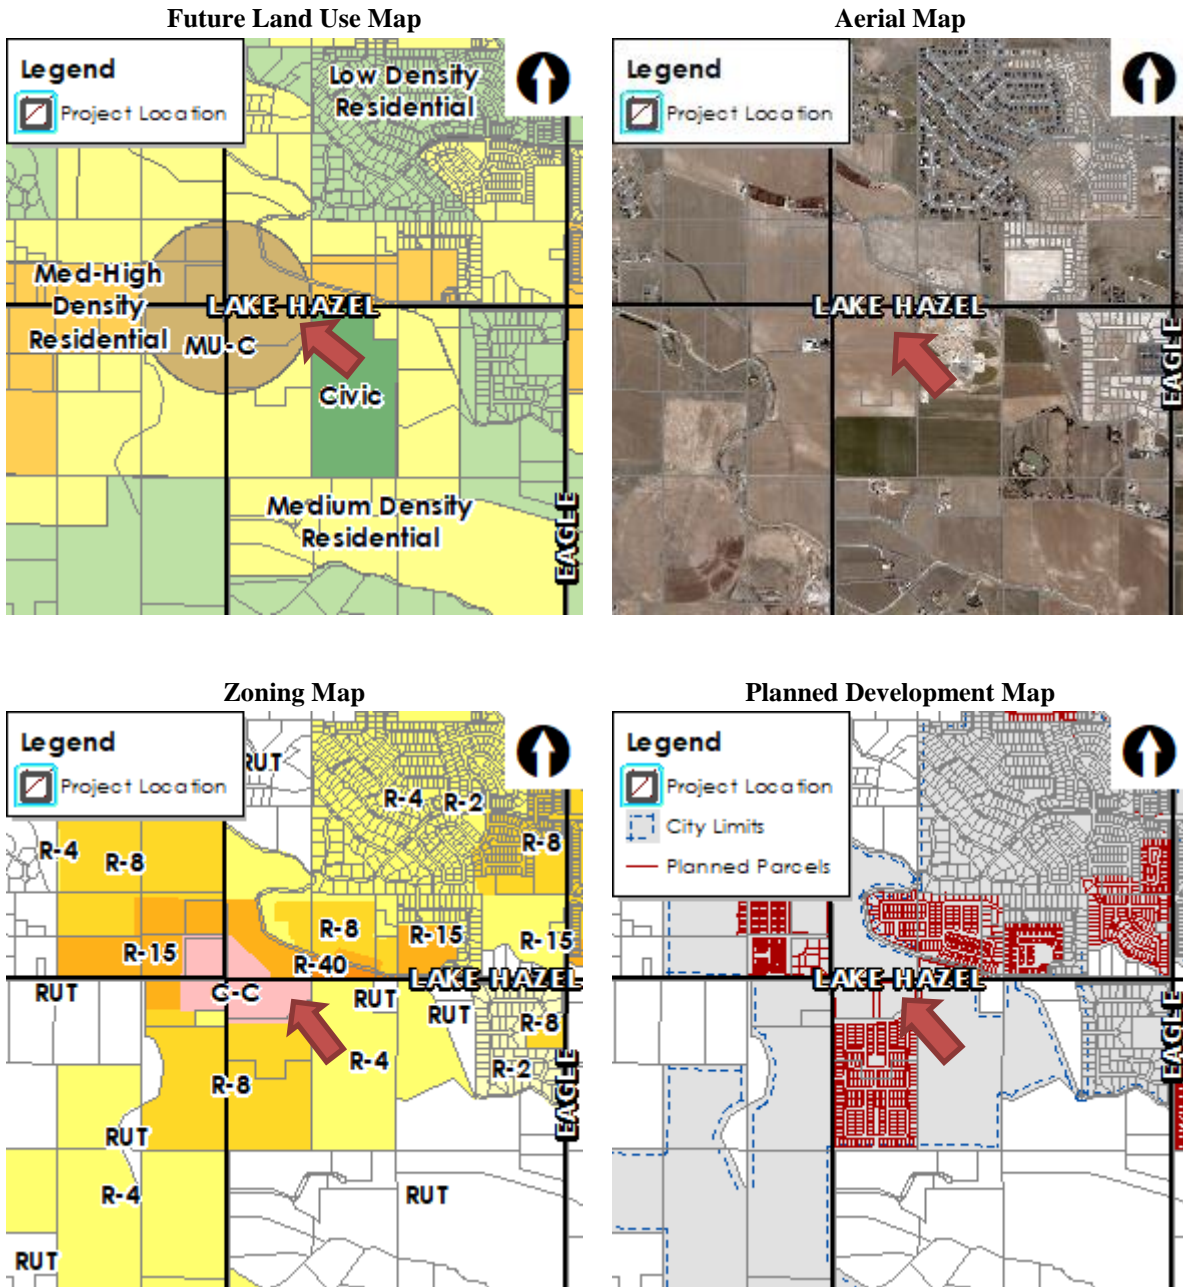 Future Land Use Map
Legend
Project Location
Low Density
Residential
Med-High
Density
Residential
LAKE HAZEL
MU-C
Civic
Medium Density
Residential
EAGLE
Aerial Map
Legend
Project Location
LAKE HAZEL
EAGLE
Zoning Map
Legend
Project Location
RUT
R-4
R-2
R-4
R-8
R-8
R-8
R-15
R-15
R-15
R-40
LAKE HAZEL
RUT
C-C
RUT
RUT
R-8
R-4
R-2
R-8
EAGLE
RUT
R-4
RUT
RUT
Planned Development Map
Legend
Project Location
City Limits
Planned Parcels
LAKE HAZEL
EAGLE